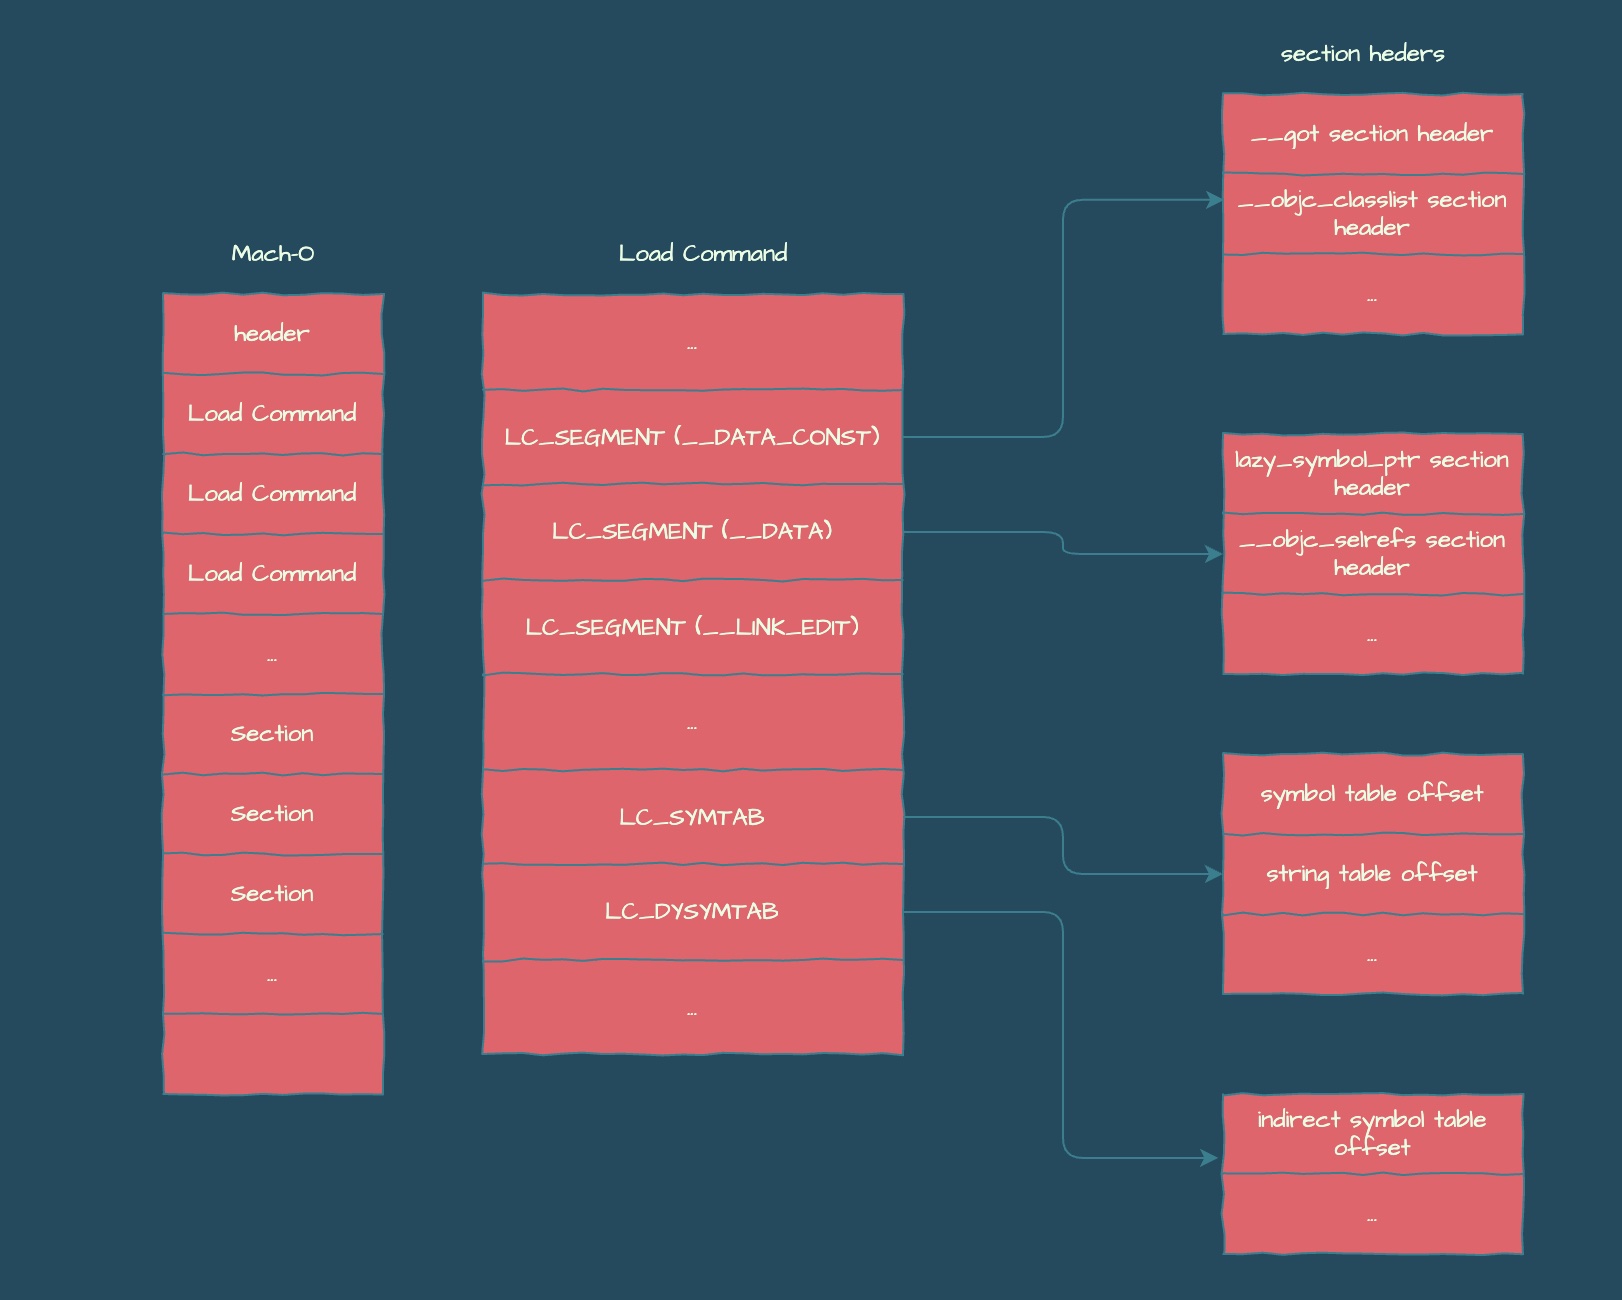 section heders
__got section header
__objc_classlist section
header
...
Mach-O
header
Load Command
Load Command
Load Command
...
Section
Section
Section
...
Load Command
...
LC_SEGMENT (__DATA_CONST)
LC_SEGMENT (__DATA)
LC_SEGMENT (__LINK_EDIT)
...
LC_SYMTAB
LC_DYSYMTAB
...
lazy_symbol_ptr section
header
__objc_selrefs section
header
...
symbol table offset
string table offset
...
indirect symbol table
offset
...